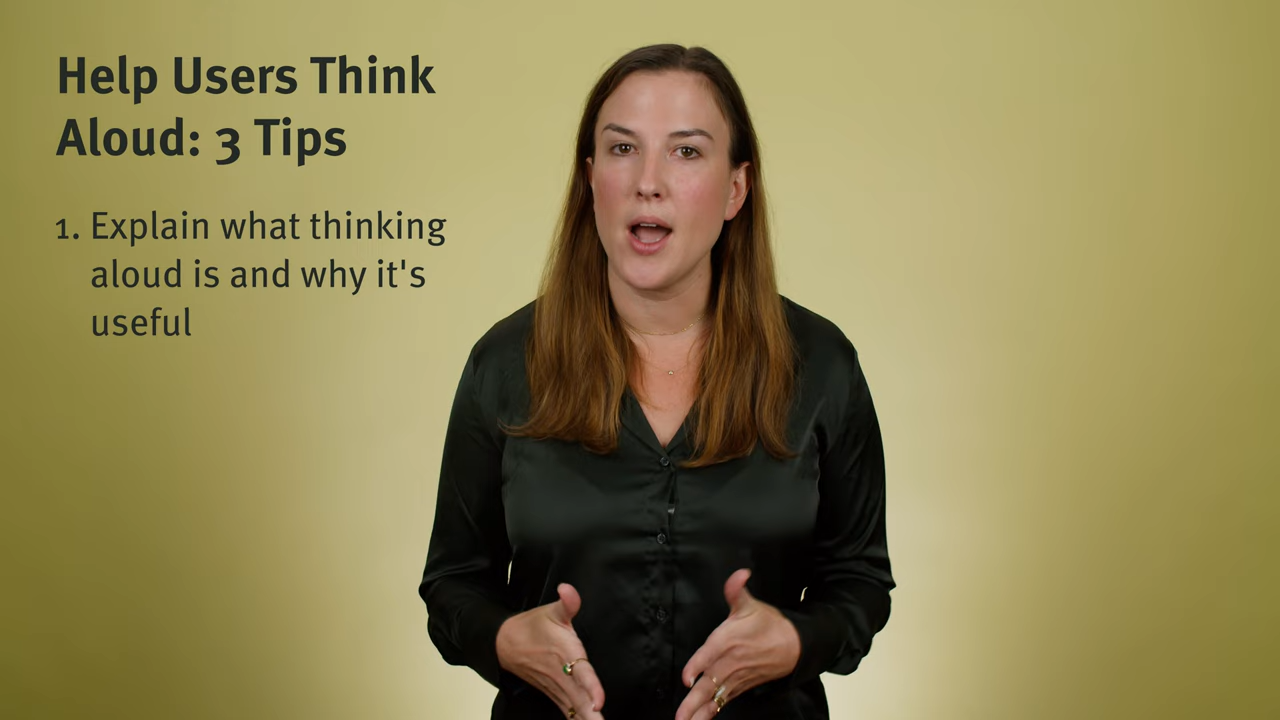 Help Users Think
Aloud: 3 Tips
1. Explain what thinking
aloud is and why it's
useful